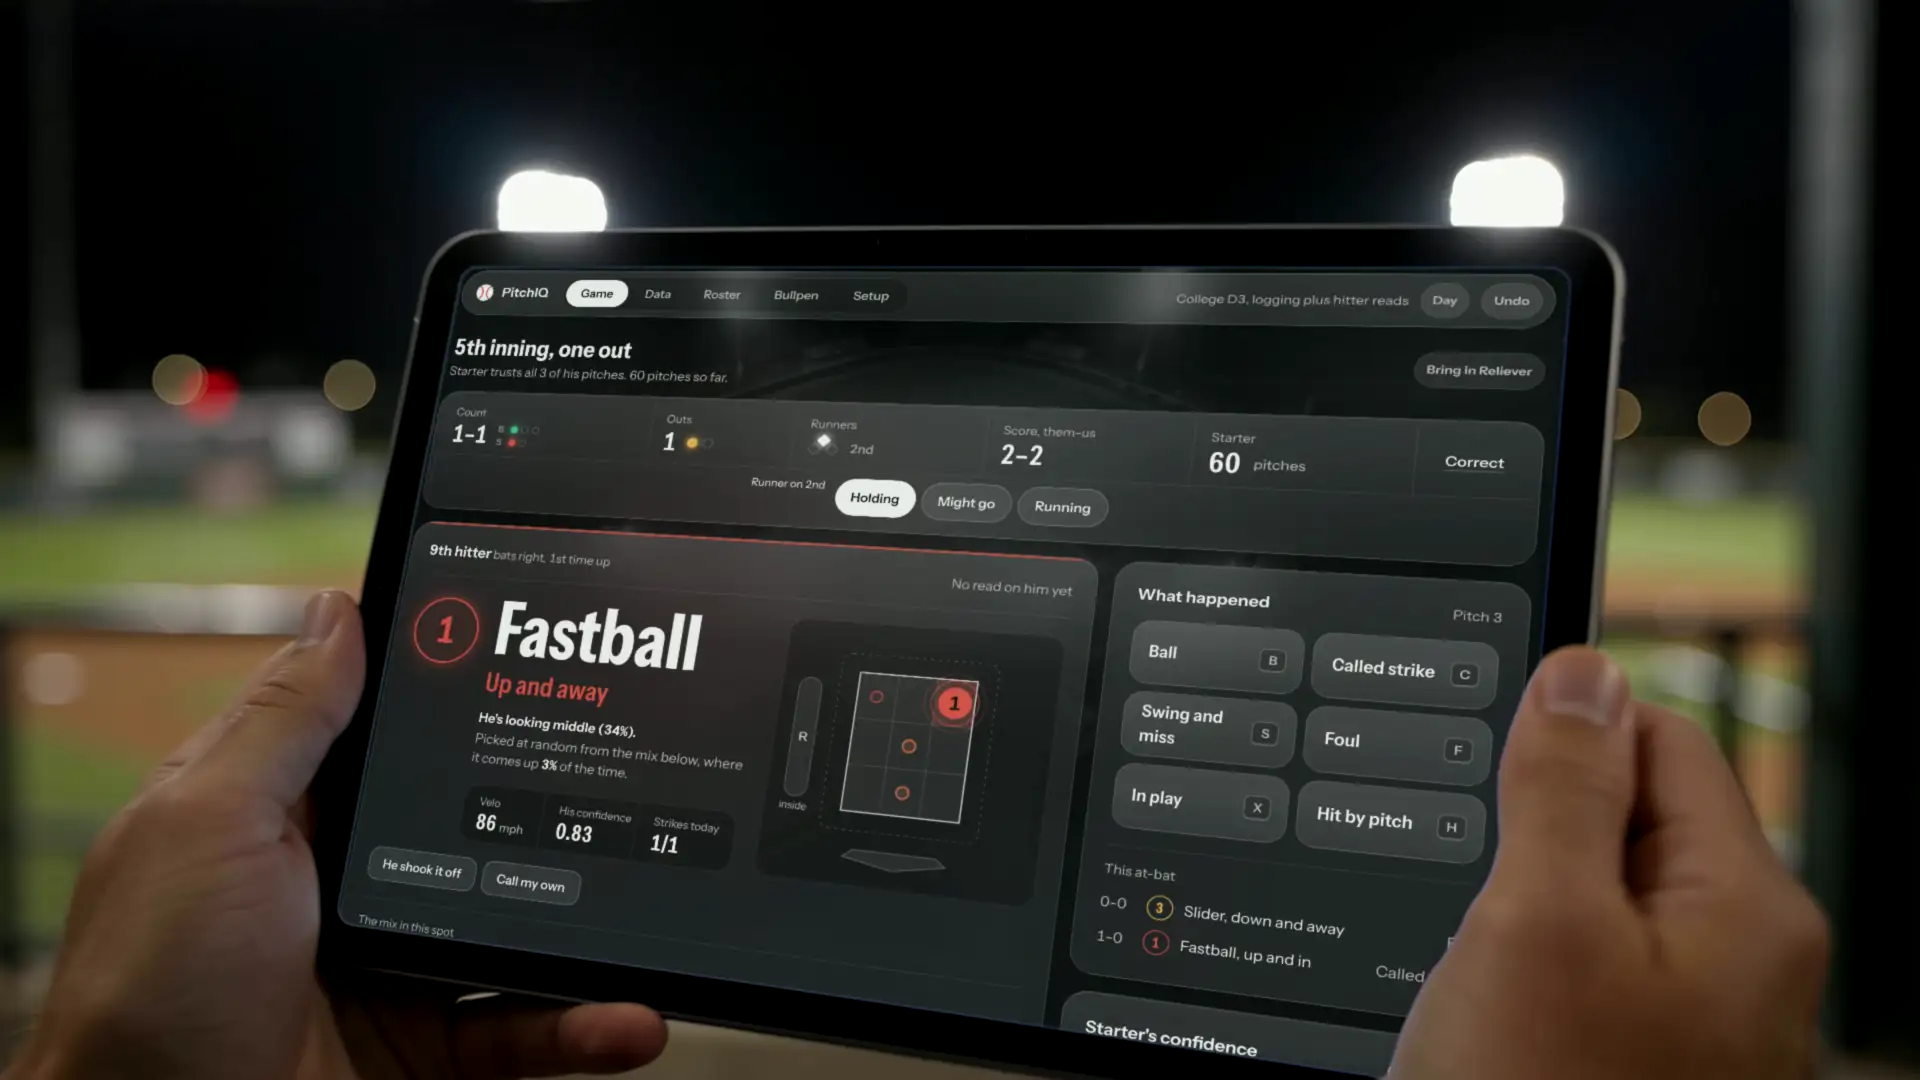 PitchIQ
Game
Data
Roster
Bullpen
Setup
College D3, logging plus hitter reads
Day
Undo
5th inning, one out
Starter trusts all 3 of his pitches. 60 pitches so far.
Bring in Reliever
Count
1-1
B
S
Outs
1
Runners
2nd
Score, them-us
2-2
Starter
60 pitches
Correct
Runner on 2nd
Holding
Might go
Running
9th hitter bats right, 1st time up
No read on him yet
1
Fastball
Up and away
He's looking middle (34%).
Picked at random from the mix below, where
it comes up 3% of the time.
Velo
86 mph
His confidence
0.83
Strikes today
1/1
He shook it off
Call my own
The mix in this spot
R
inside
1
What happened
Pitch 3
Ball
B
Called strike
C
Swing and
miss
S
Foul
F
In play
X
Hit by pitch
H
This at-bat
0-0
3
Slider, down and away
1-0
1
Fastball, up and in
Called
Starter's confidence